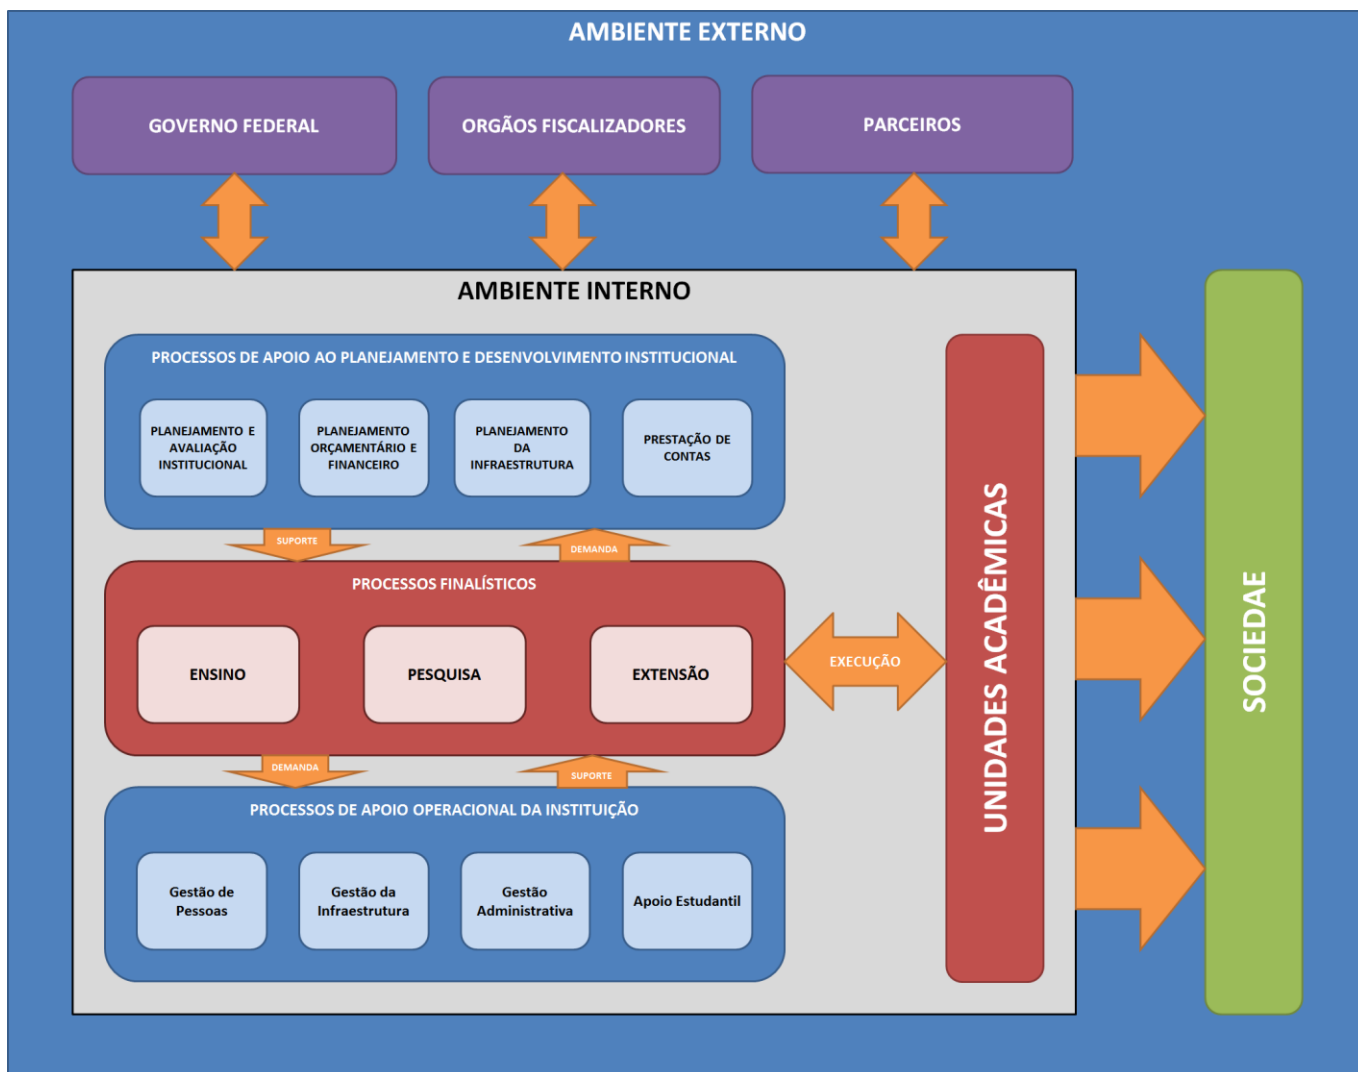 AMBIENTE EXTERNO
GOVERNO FEDERAL
ORGÃOS FISCALIZADORES
PARCEIROS
AMBIENTE INTERNO
PROCESSOS DE APOIO AO PLANEJAMENTO E DESENVOLVIMENTO INSTITUCIONAL
PLANEJAMENTO E
AVALIAÇÃO
INSTITUCIONAL
PLANEJAMENTO
ORÇAMENTÁRIO E
FINANCEIRO
PLANEJAMENTO
DA
INFRAESTRUTURA
PRESTAÇÃO DE
CONTAS
SUPORTE
DEMANDA
PROCESSOS FINALÍSTICOS
ENSINO
PESQUISA
EXTENSÃO
EXECUÇÃO
DEMANDA
SUPORTE
PROCESSOS DE APOIO OPERACIONAL DA INSTITUIÇÃO
Gestão de
Pessoas
Gestão da
Infraestrutura
Gestão
Administrativa
Apoio Estudantil
UNIDADES ACADÊMICAS
SOCIEDAE